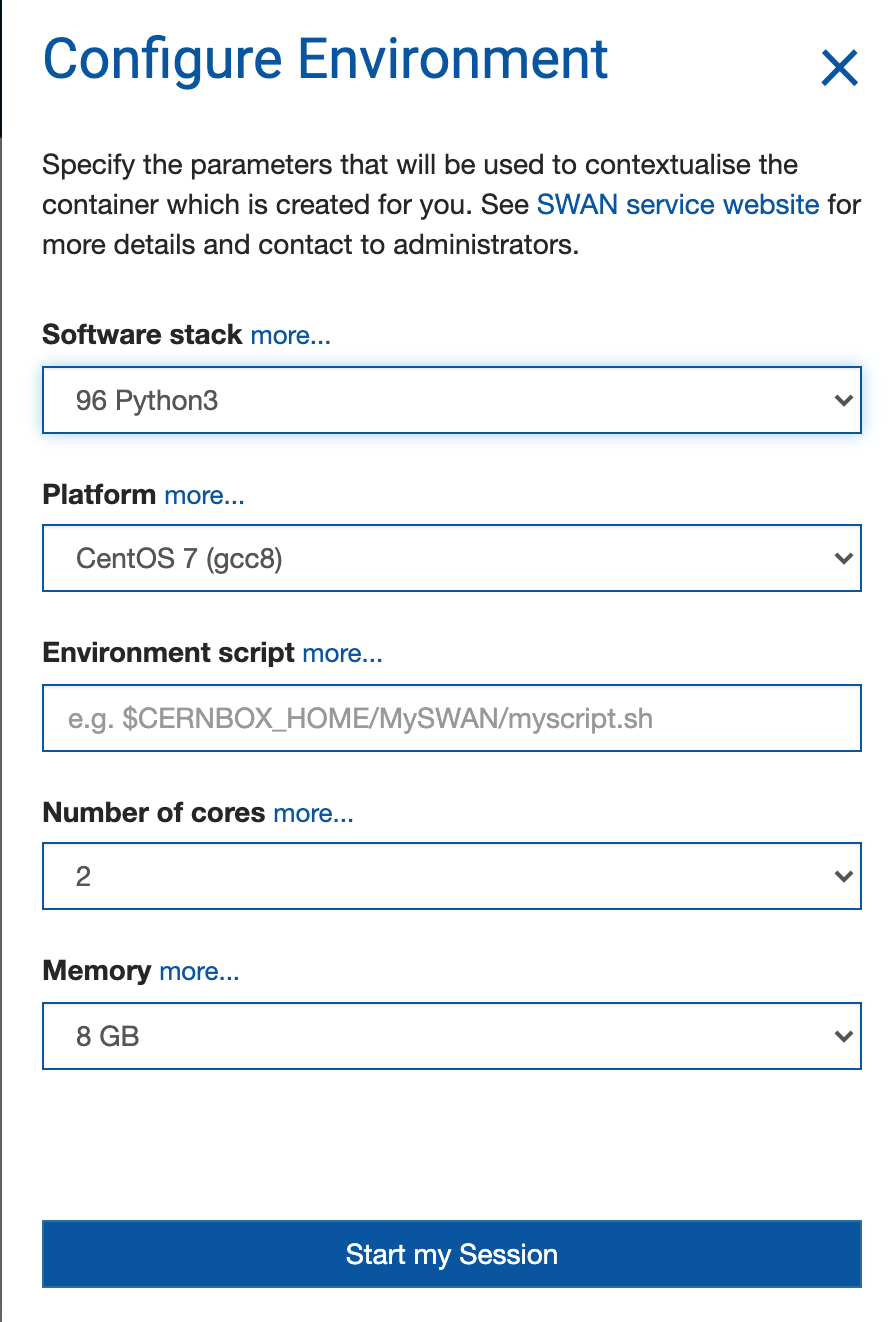 Configure Environment
Specify the parameters that will be used to contextualise the
container which is created for you. See SWAN service website for
more details and contact to administrators.
Software stack more...
96 Python3
Platform more...
CentOS 7 (gcc8)
Environment script more...
e.g. $CERNBOX_HOME/MySWAN/myscript.sh
Number of cores more...
2
Memory more...
8 GB
Start my Session